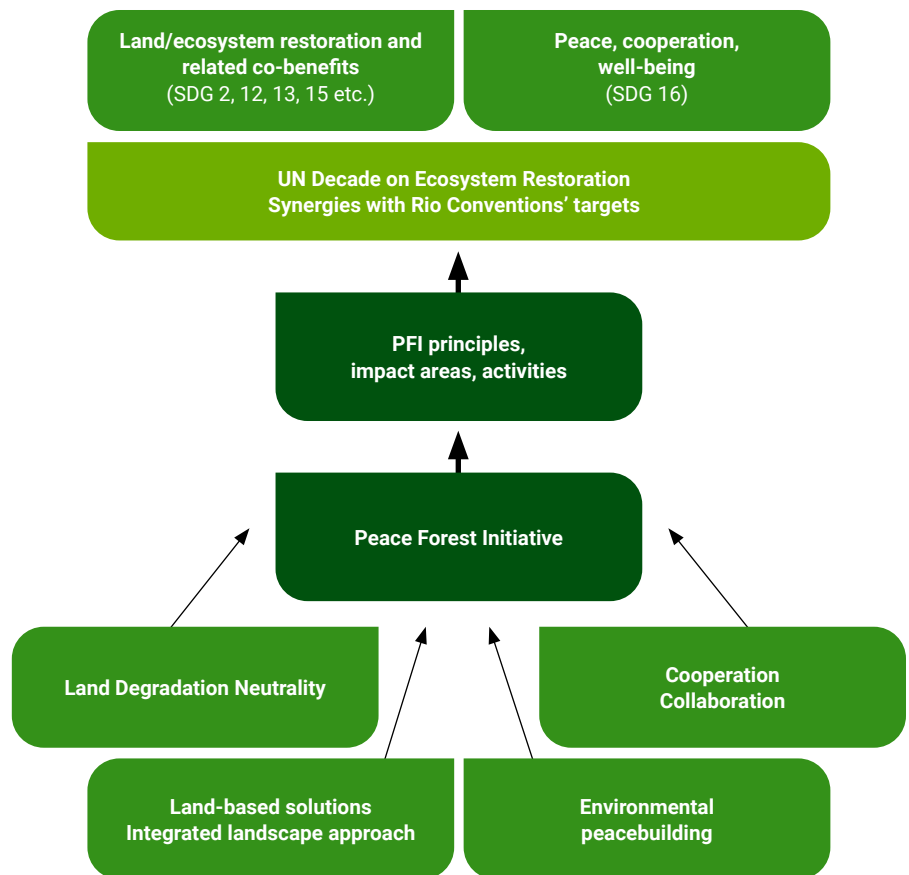 Land/ecosystem restoration and
related co-benefits
(SDG 2, 12, 13, 15 etc.)
Peace, cooperation,
well-being
(SDG 16)
UN Decade on Ecosystem Restoration
Synergies with Rio Conventions’ targets
PFI principles,
impact areas, activities
Peace Forest Initiative
Land Degradation Neutrality
Cooperation
Collaboration
Land-based solutions
Integrated landscape approach
Environmental
peacebuilding